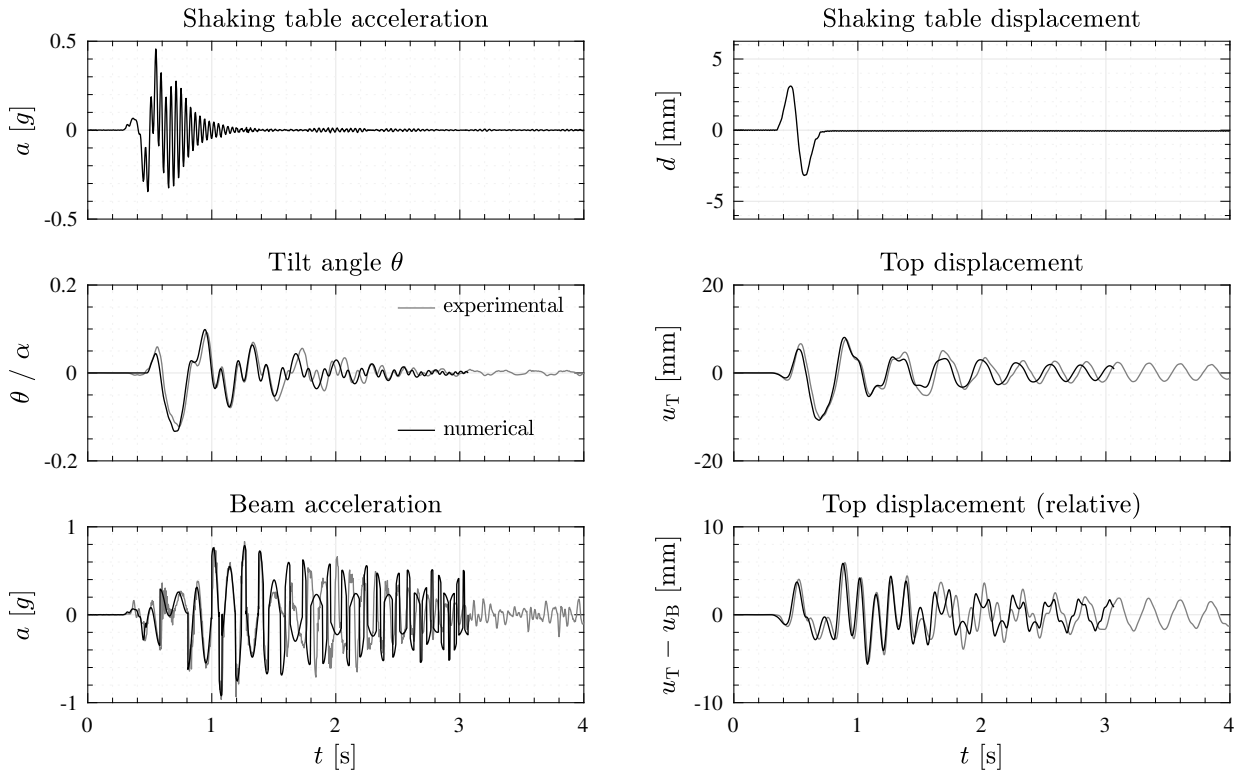 Shaking table acceleration
0.5
0
-0.5
a [g]
Shaking table displacement
5
0
-5
d [mm]
Tilt angle θ
0.2
0
-0.2
θ / α
experimental
numerical
Top displacement
20
0
-20
u_T [mm]
Beam acceleration
1
0
-1
a [g]
0 1 2 3 4
t [s]
Top displacement (relative)
10
0
-10
u_T − u_B [mm]
0 1 2 3 4
t [s]